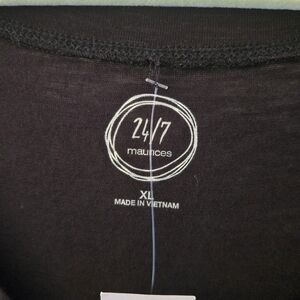 24/7
maurices
XL
MADE IN VIETNAM